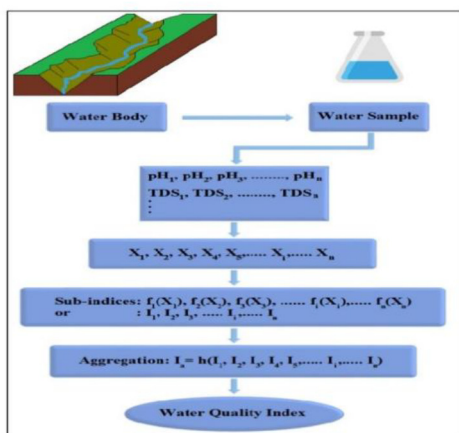 Water Body
Water Sample
pH₁, pH₂, pH₃, ........, pHₙ
TDS₁, TDS₂, ........, TDSₙ
:
X₁, X₂, X₃, X₄, X₅,..... Xᵢ,..... Xₙ
Sub-indices: f₁(X₁), f₂(X₂), f₃(X₃), ...... fᵢ(Xᵢ),..... fₙ(Xₙ)
or : I₁, I₂, I₃, ..... Iᵢ,..... Iₙ
Aggregation: Iₐ= h(I₁, I₂, I₃, I₄, I₅,..... Iᵢ,..... Iₙ)
Water Quality Index